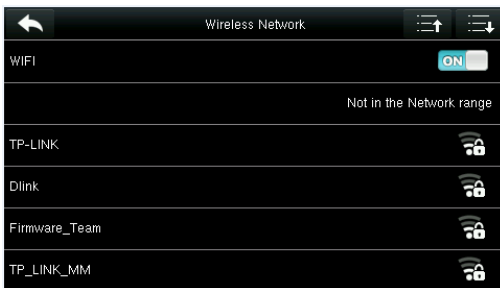 Wireless Network
WIFI ON
Not in the Network range
TP-LINK
Dlink
Firmware_Team
TP_LINK_MM